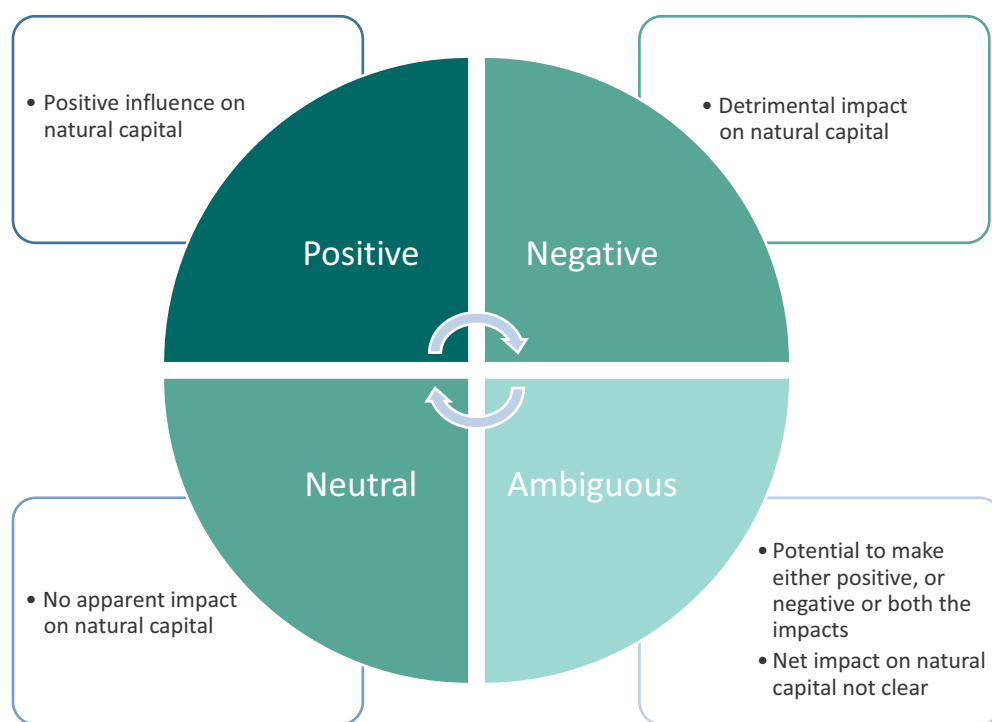 • Positive influence on
natural capital
• Detrimental impact
on natural capital
Positive
Negative
Neutral
Ambiguous
• No apparent impact
on natural capital
• Potential to make
either positive, or
negative or both the
impacts
• Net impact on natural
capital not clear